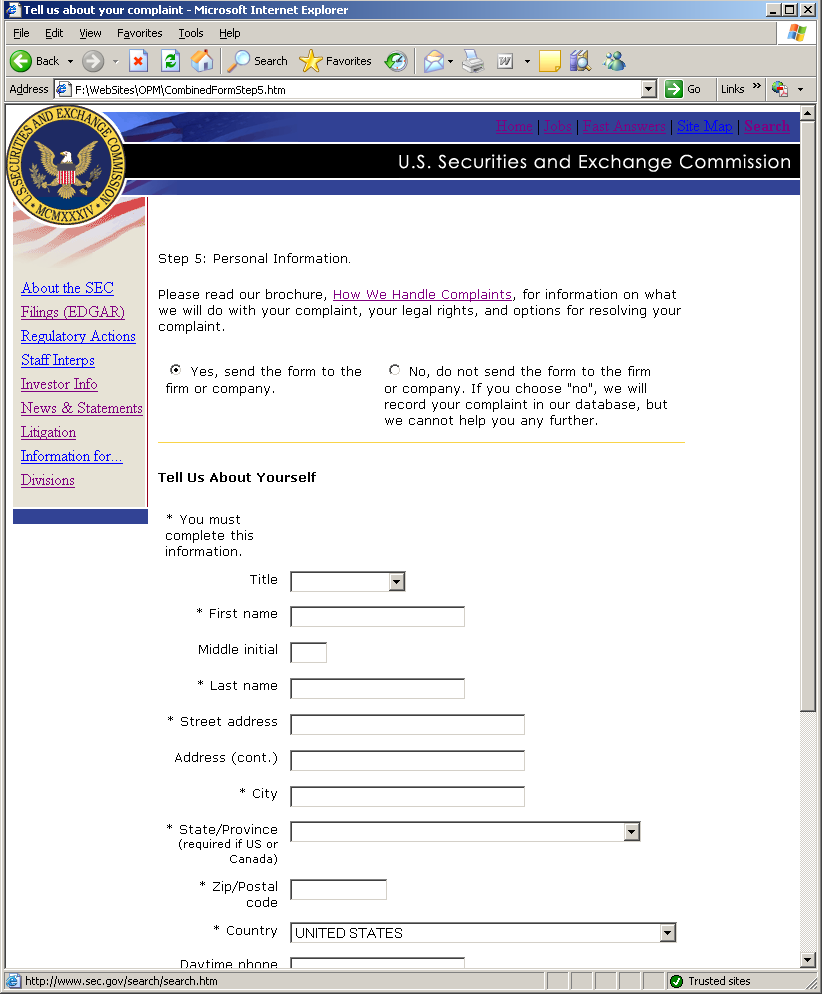 Tell us about your complaint - Microsoft Internet Explorer
File Edit View Favorites Tools Help
Back Search Favorites W
Address F:\WebSites\OPM\CombinedFormStep5.htm Go Links »
U.S. SECURITIES AND EXCHANGE COMMISSION
MCMXXXIV
Home | Jobs | Fast Answers | Site Map | Search
U.S. Securities and Exchange Commission
About the SEC
Filings (EDGAR)
Regulatory Actions
Staff Interps
Investor Info
News & Statements
Litigation
Information for...
Divisions
Step 5: Personal Information.
Please read our brochure, How We Handle Complaints, for information on what
we will do with your complaint, your legal rights, and options for resolving your
complaint.
Yes, send the form to the
firm or company.
No, do not send the form to the firm
or company. If you choose "no", we will
record your complaint in our database, but
we cannot help you any further.
Tell Us About Yourself
* You must
complete this
information.
Title
* First name
Middle initial
* Last name
* Street address
Address (cont.)
* City
* State/Province
(required if US or
Canada)
* Zip/Postal
code
* Country UNITED STATES
Daytime phone
http://www.sec.gov/search/search.htm Trusted sites